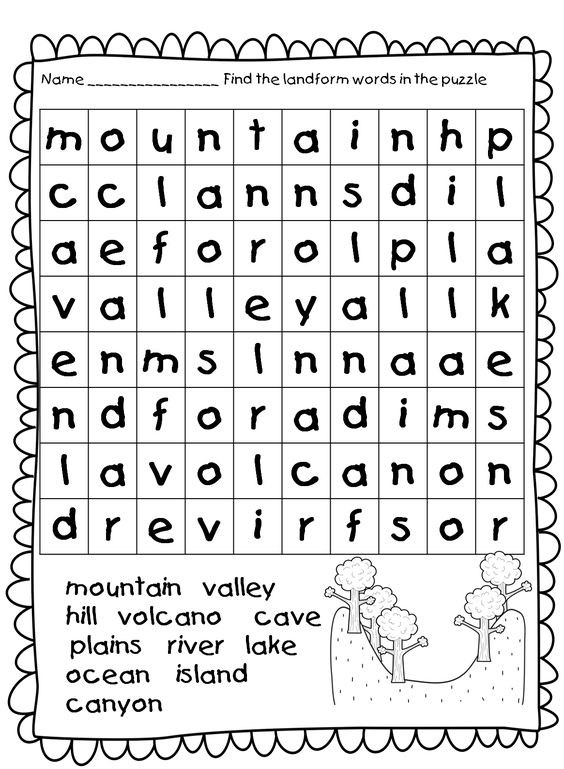 Name ________________ Find the landform words in the puzzle
m o u n t a i n h p
c c l a n n s d i l
a e f o r o l p l a
v a l l e y a l l k
e n m s l n n a a e
n d f o r a d i m s
l a v o l c a n o n
d r e v i r f s o r
mountain valley
hill volcano cave
plains river lake
ocean island
canyon